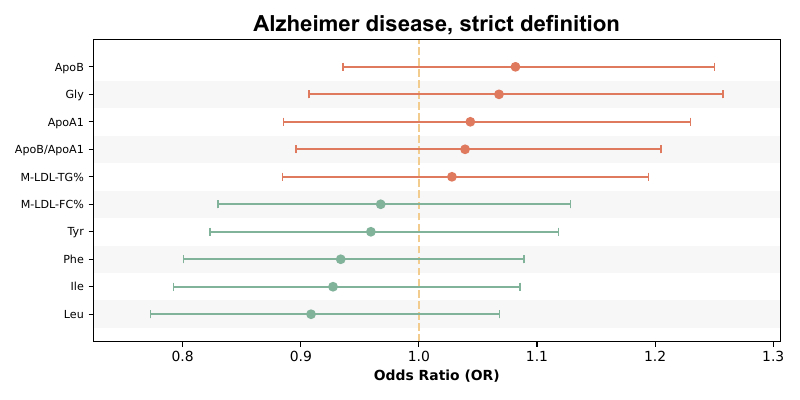 Alzheimer disease, strict definition
ApoB
Gly
ApoA1
ApoB/ApoA1
M-LDL-TG%
M-LDL-FC%
Tyr
Phe
Ile
Leu
0.8 0.9 1.0 1.1 1.2 1.3
Odds Ratio (OR)